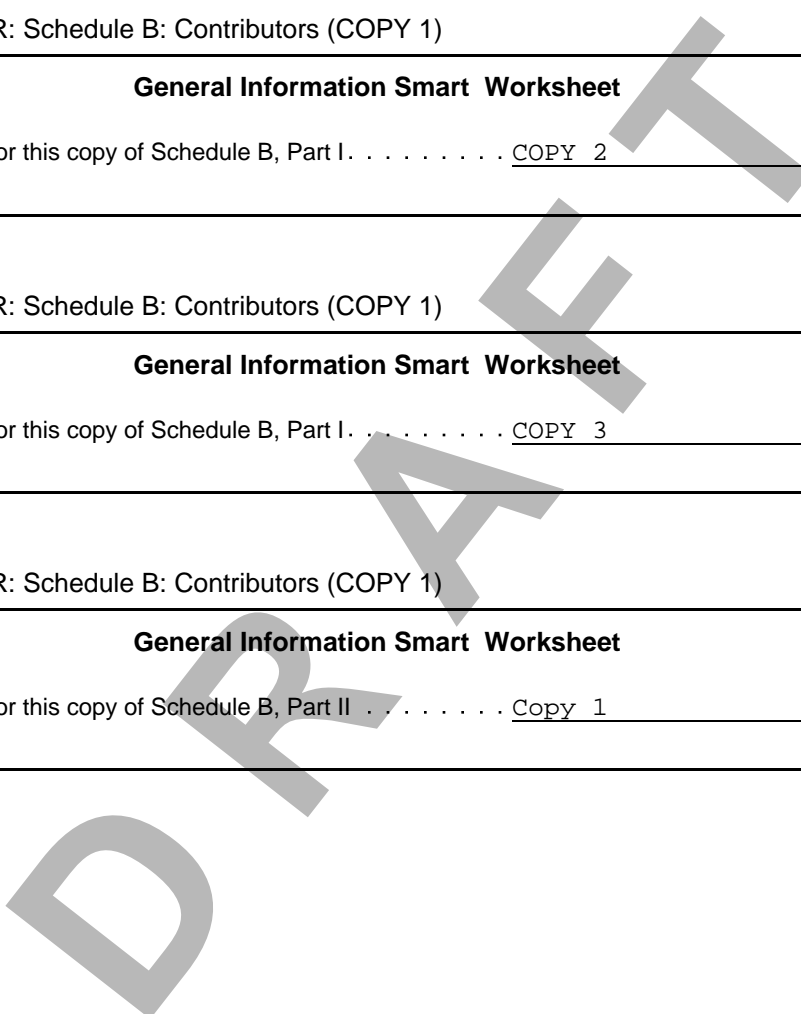 R: Schedule B: Contributors (COPY 1)
General Information Smart Worksheet
or this copy of Schedule B, Part I. . . . . . . . . . COPY 2
R: Schedule B: Contributors (COPY 1)
General Information Smart Worksheet
or this copy of Schedule B, Part I. . . . . . . . . . COPY 3
R: Schedule B: Contributors (COPY 1)
General Information Smart Worksheet
or this copy of Schedule B, Part II . . . . . . . . Copy 1
DRAFT